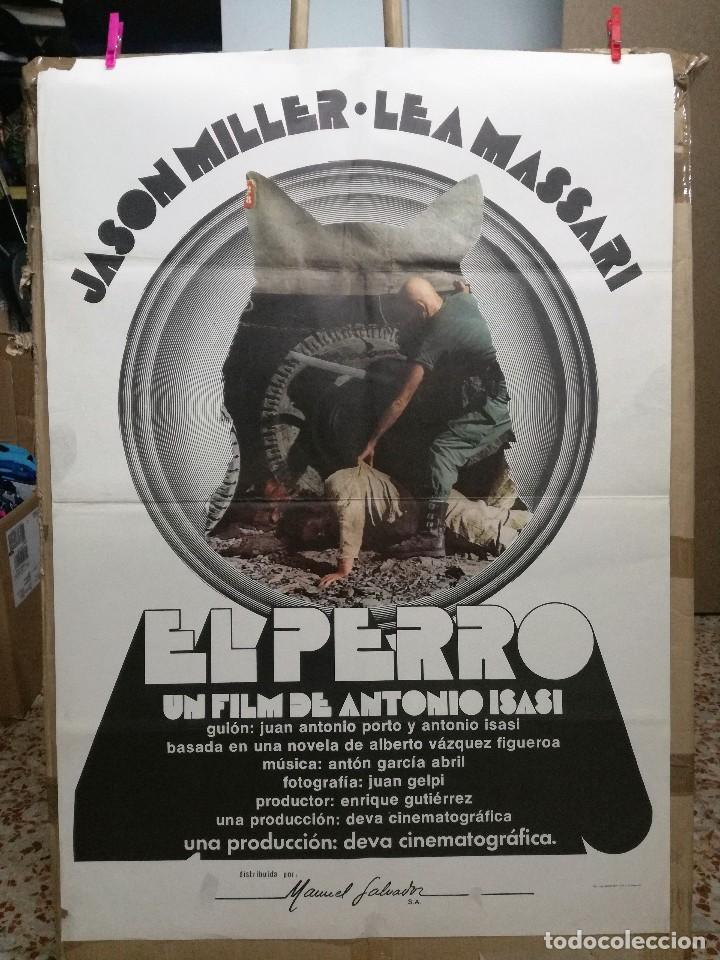 JASON MILLER · LEA MASSARI
EL PERRO
UN FILM DE ANTONIO ISASI
guión: juan antonio porto y antonio isasi
basada en una novela de alberto vázquez figueroa
música: antón garcía abril
fotografía: juan gelpi
productor: enrique gutiérrez
una producción: deva cinematográfica
una producción: deva cinematográfica.
distribuida por:
Manuel Salvador
S.A.
todocoleccion
todocoleccion.net